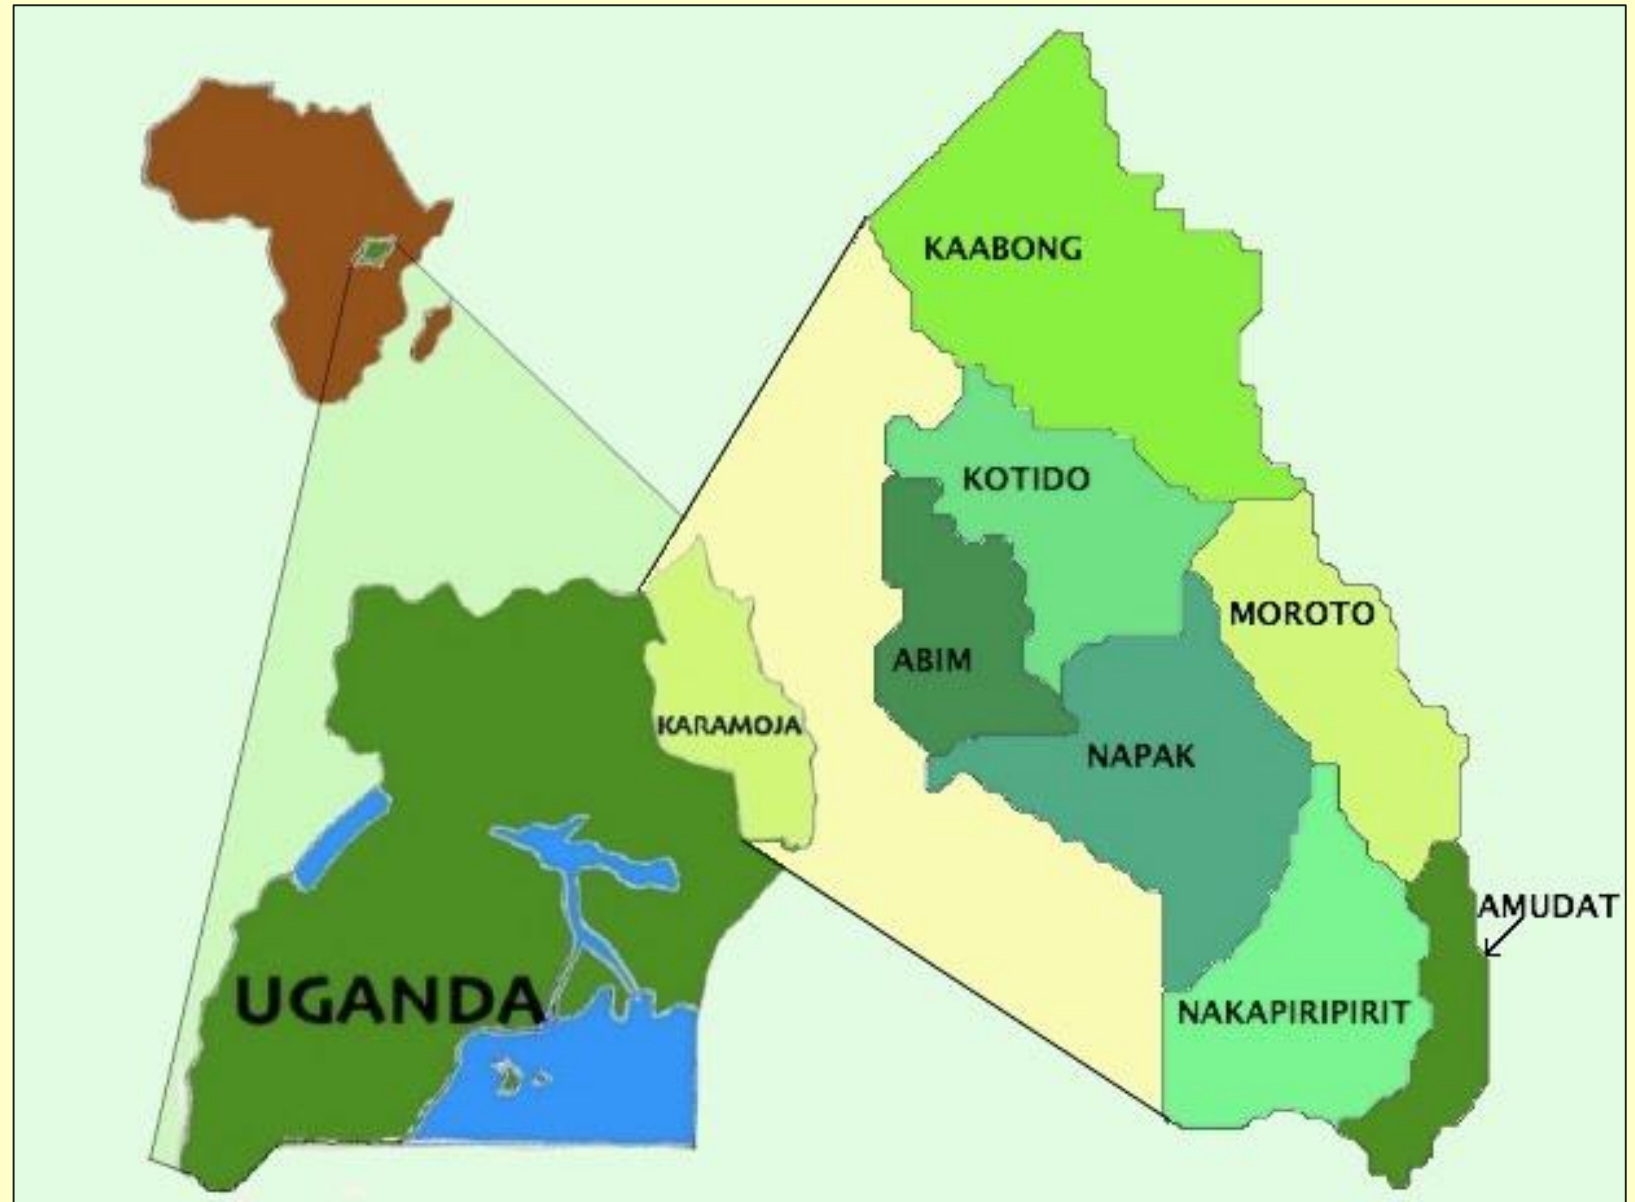 KAABONG
KOTIDO
MOROTO
ABIM
KARAMOJA
NAPAK
AMUDAT
UGANDA
NAKAPIRIPIRIT